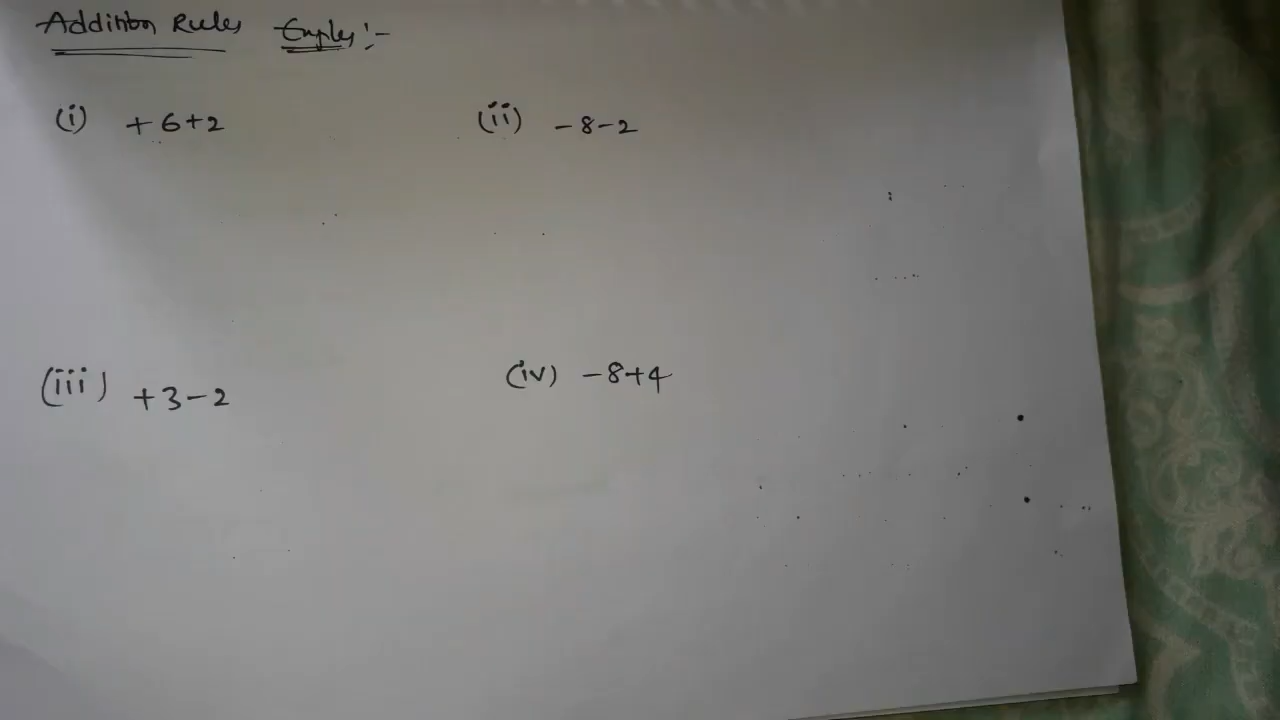 Addition Rules Exmples:-
(i) +6+2
(ii) -8-2
(iii) +3-2
(iv) -8+4